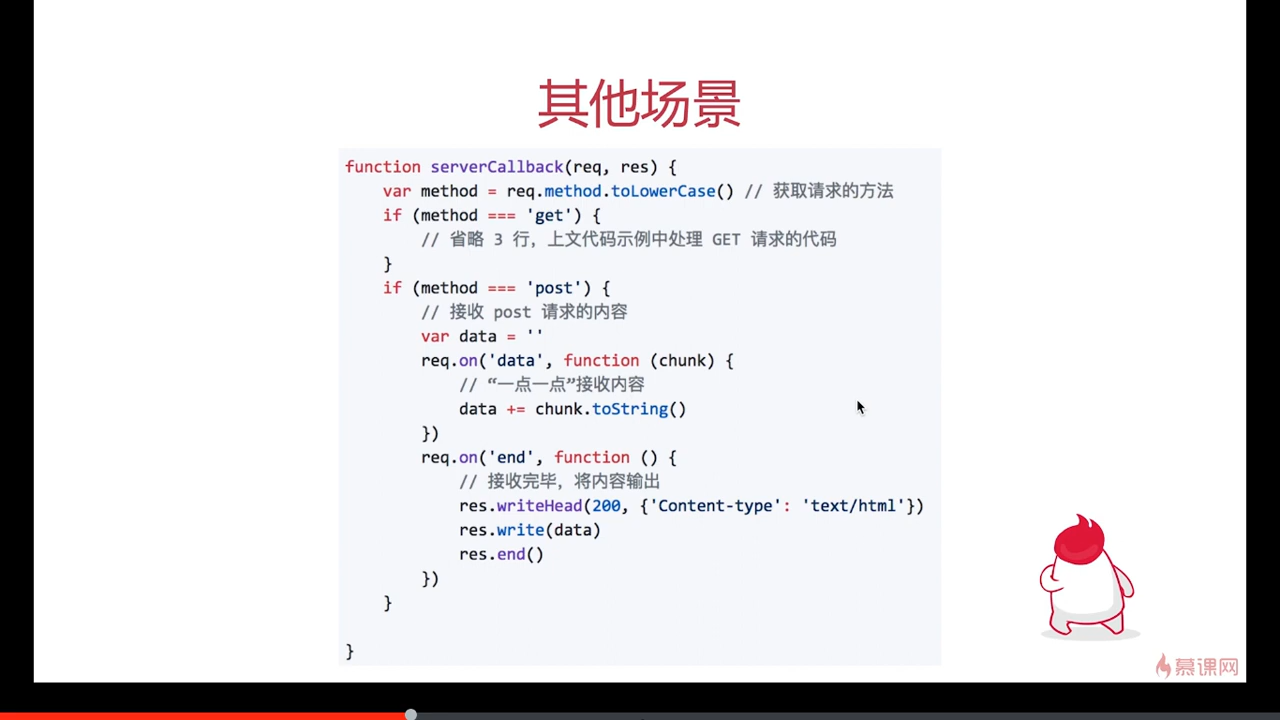 其他场景
function serverCallback(req, res) {
    var method = req.method.toLowerCase() // 获取请求的方法
    if (method === 'get') {
        // 省略 3 行，上文代码示例中处理 GET 请求的代码
    }
    if (method === 'post') {
        // 接收 post 请求的内容
        var data = ''
        req.on('data', function (chunk) {
            // “一点一点”接收内容
            data += chunk.toString()
        })
        req.on('end', function () {
            // 接收完毕，将内容输出
            res.writeHead(200, {'Content-type': 'text/html'})
            res.write(data)
            res.end()
        })
    }
}
慕课网